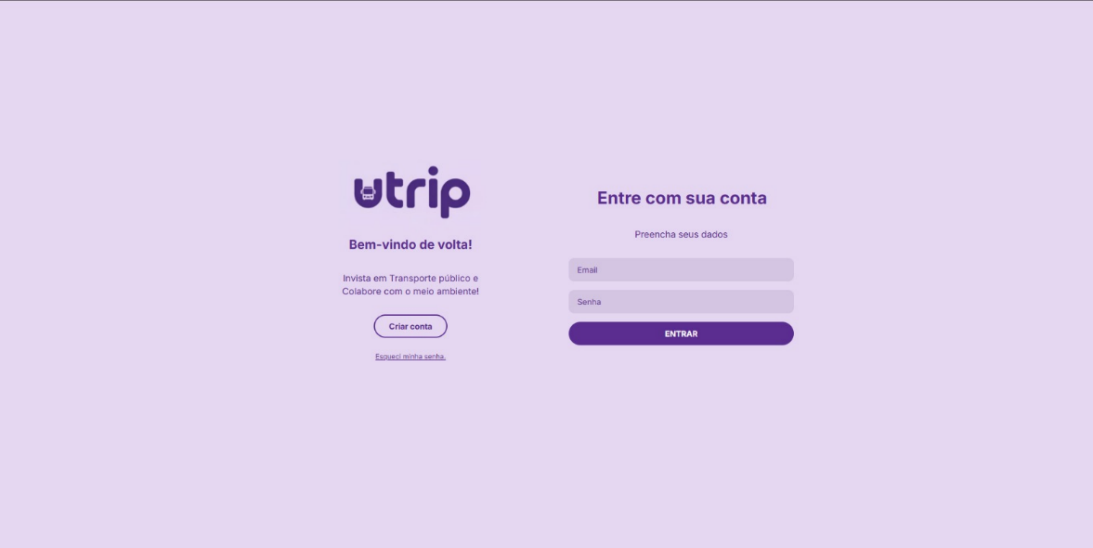 utrip
Bem-vindo de volta!
Invista em Transporte público e
Colabore com o meio ambiente!
Criar conta
Esqueci minha senha.
Entre com sua conta
Preencha seus dados
Email
Senha
ENTRAR